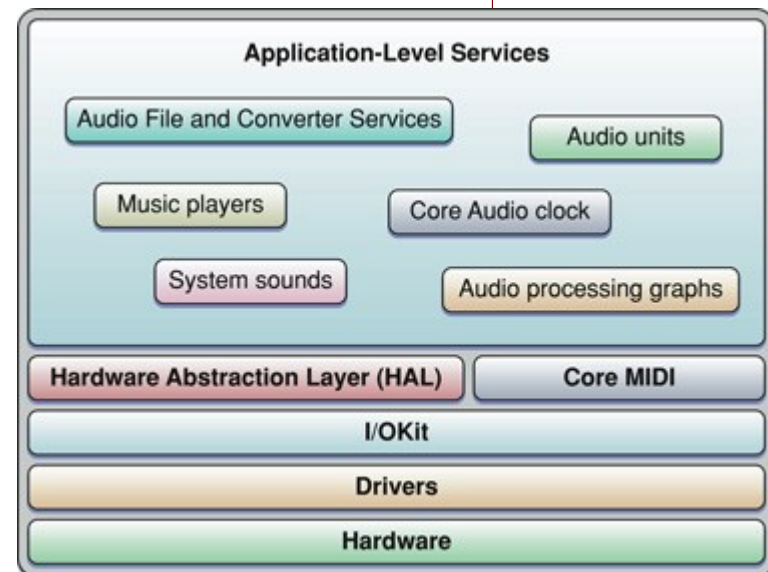 Application-Level Services
Audio File and Converter Services
Audio units
Music players
Core Audio clock
System sounds
Audio processing graphs
Hardware Abstraction Layer (HAL)
Core MIDI
I/OKit
Drivers
Hardware